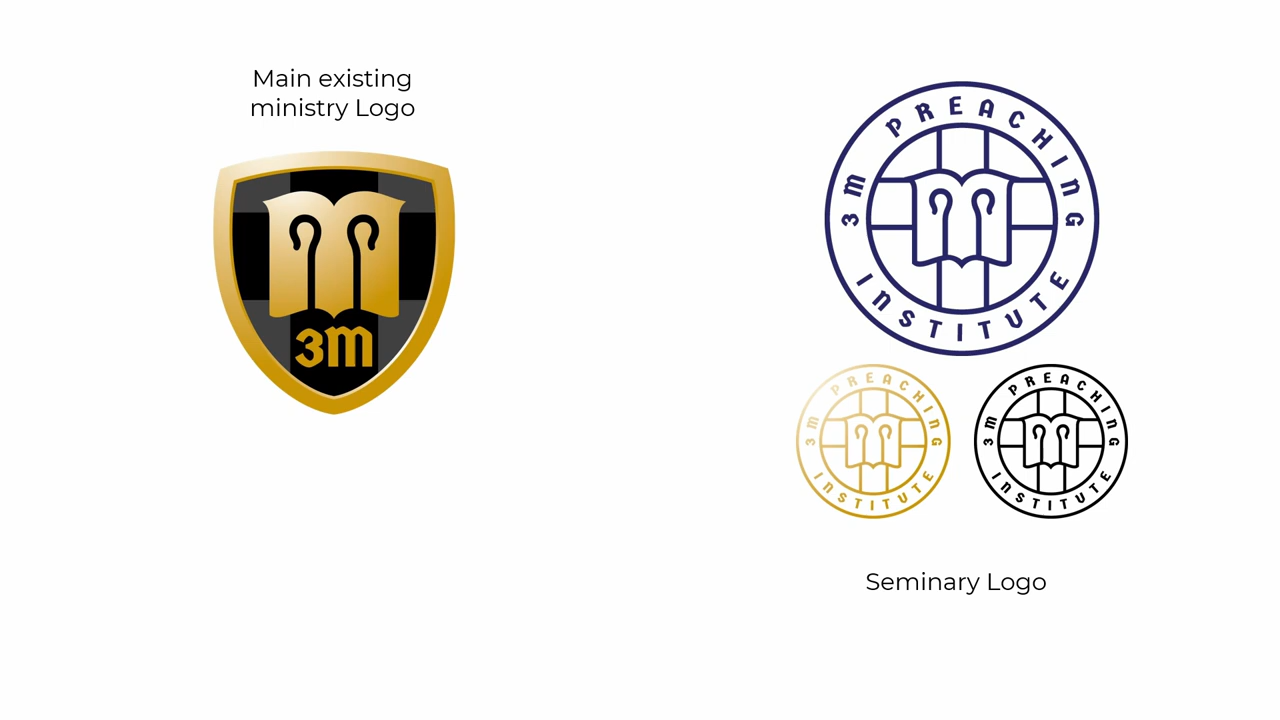 Main existing
ministry Logo
3m
3m PREACHING
INSTITUTE
3m PREACHING
INSTITUTE
3m PREACHING
INSTITUTE
Seminary Logo